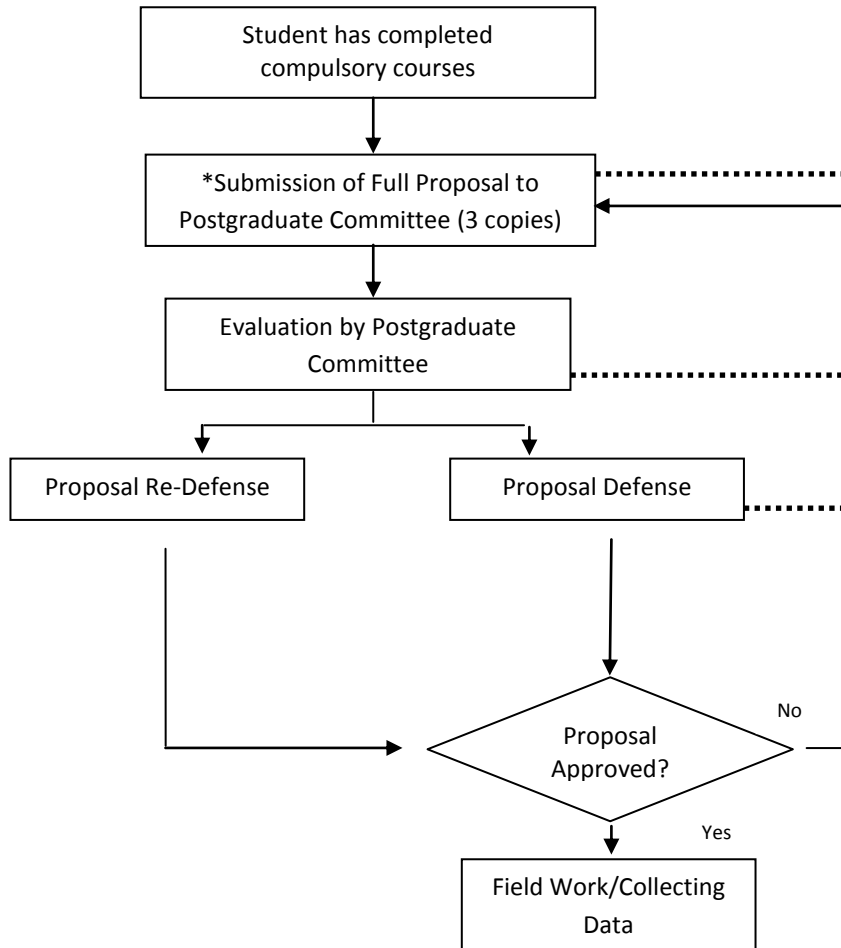 Student has completed
compulsory courses
*Submission of Full Proposal to
Postgraduate Committee (3 copies)
Evaluation by Postgraduate
Committee
Proposal Re-Defense
Proposal Defense
No
Proposal
Approved?
Yes
Field Work/Collecting
Data